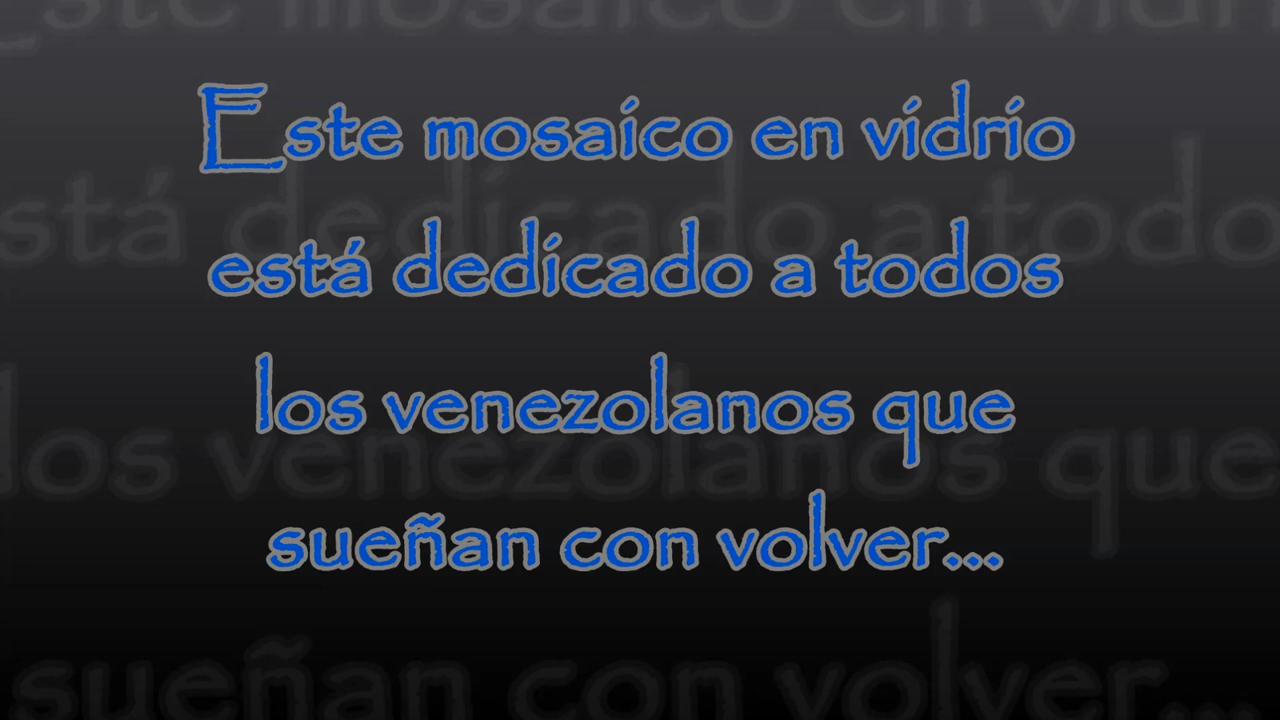 Este mosaico en vidrio
está dedicado a todos
los venezolanos que
sueñan con volver...